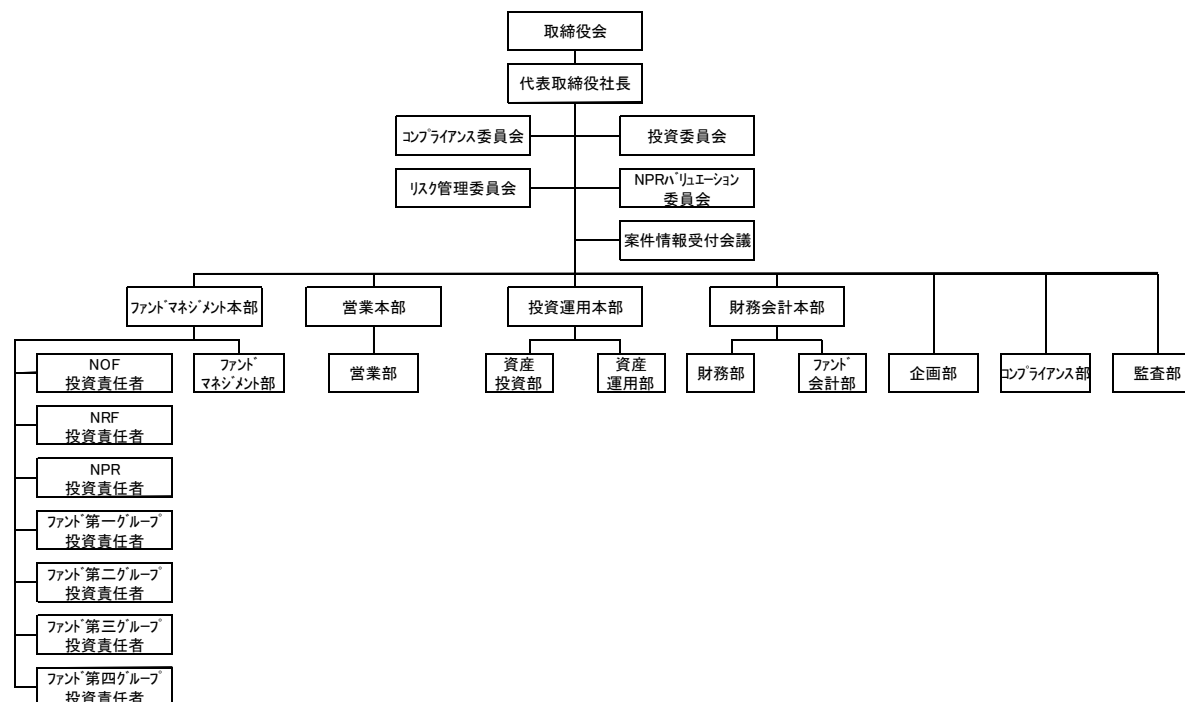 取締役会
代表取締役社長
ｺﾝﾌﾟﾗｲｱﾝｽ委員会
投資委員会
ﾘｽｸ管理委員会
NPRﾊﾞﾘｭｴｰｼｮﾝ
委員会
案件情報受付会議
ﾌｧﾝﾄﾞﾏﾈｼﾞﾒﾝﾄ本部
営業本部
投資運用本部
財務会計本部
NOF
投資責任者
ﾌｧﾝﾄﾞ
ﾏﾈｼﾞﾒﾝﾄ部
営業部
資産
投資部
資産
運用部
財務部
ﾌｧﾝﾄﾞ
会計部
企画部
ｺﾝﾌﾟﾗｲｱﾝｽ部
監査部
NRF
投資責任者
NPR
投資責任者
ﾌｧﾝﾄﾞ第一ｸﾞﾙｰﾌﾟ
投資責任者
ﾌｧﾝﾄﾞ第二ｸﾞﾙｰﾌﾟ
投資責任者
ﾌｧﾝﾄﾞ第三ｸﾞﾙｰﾌﾟ
投資責任者
ﾌｧﾝﾄﾞ第四ｸﾞﾙｰﾌﾟ
投資責任者